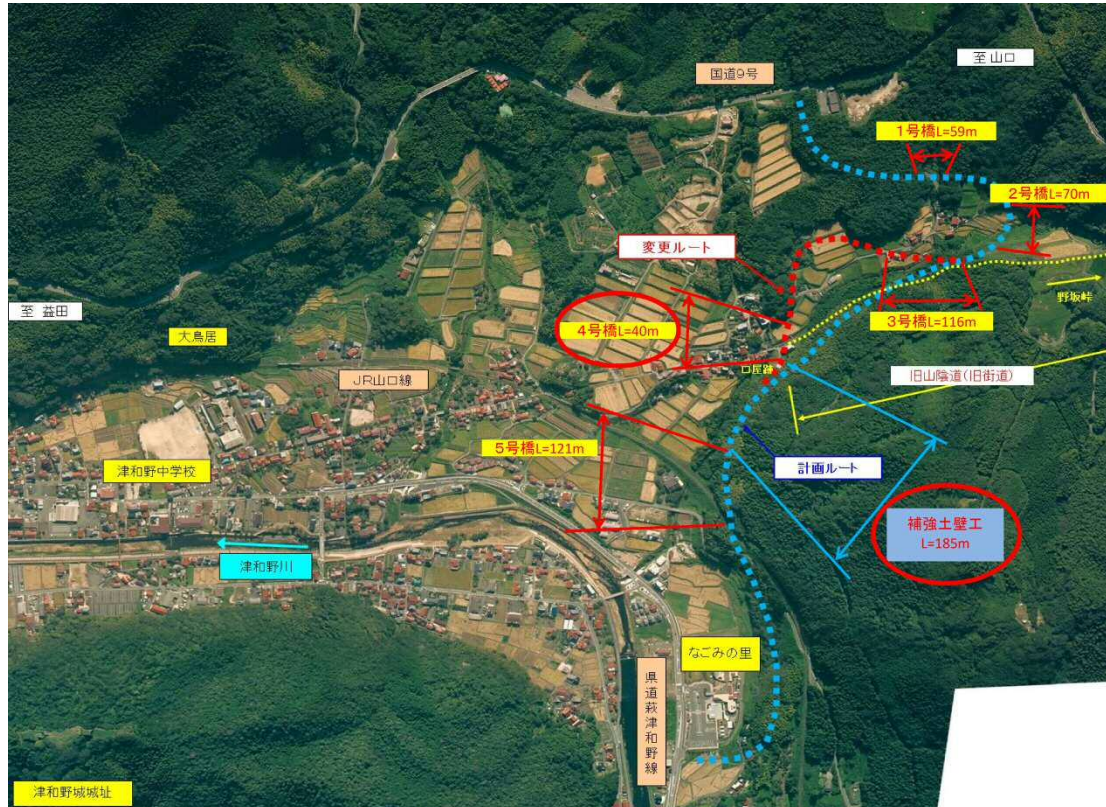 国道9号
至 山口
1号橋L=59m
2号橋L=70m
変更ルート
野坂峠
至 益田
4号橋L=40m
3号橋L=116m
大鳥居
口屋跡
JR山口線
旧山陰道(旧街道)
5号橋L=121m
津和野中学校
計画ルート
補強土壁工
L=185m
津和野川
なごみの里
県道萩津和野線
津和野城城址